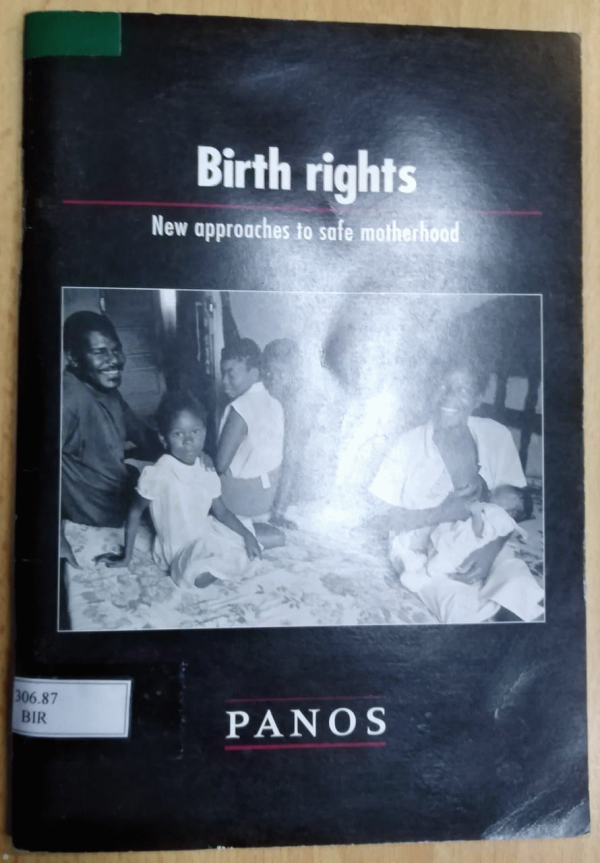 Birth rights
New approaches to safe motherhood
306.87
BIR
PANOS